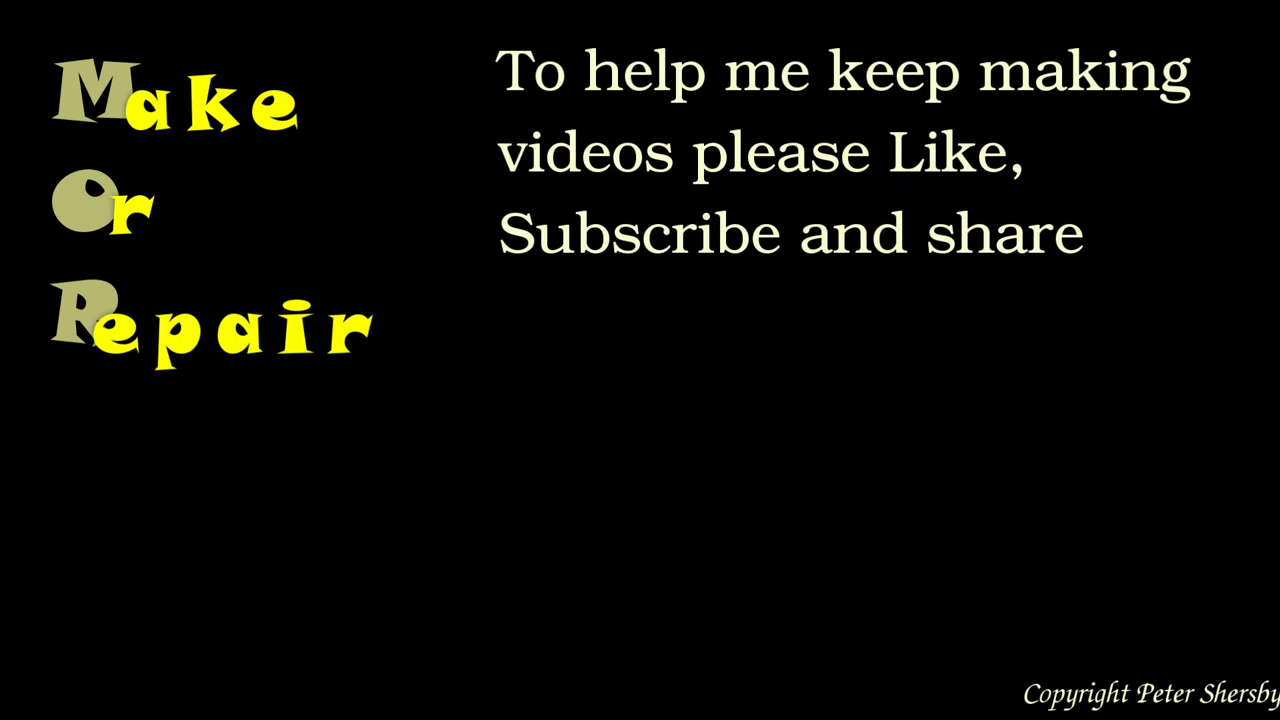 Make
Or
Repair
To help me keep making
videos please Like,
Subscribe and share
Copyright Peter Shersby